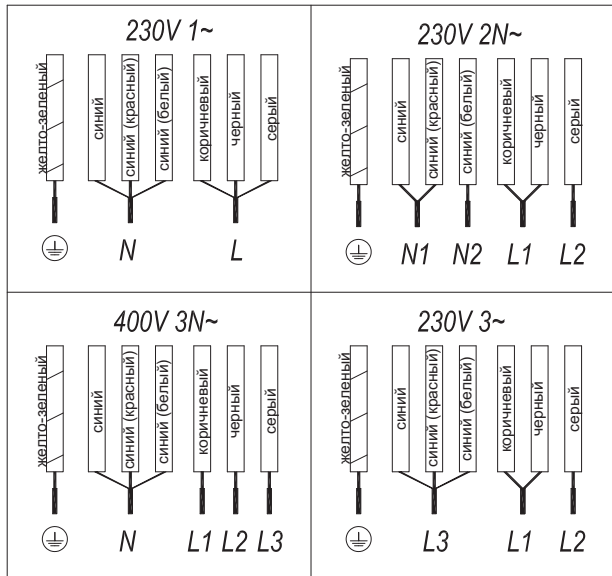 230V 1~
желто-зеленый
синий
синий (красный)
синий (белый)
коричневый
черный
серый
N
L
230V 2N~
желто-зеленый
синий
синий (красный)
синий (белый)
коричневый
черный
серый
N1
N2
L1
L2
400V 3N~
желто-зеленый
синий
синий (красный)
синий (белый)
коричневый
черный
серый
N
L1
L2
L3
230V 3~
желто-зеленый
синий
синий (красный)
синий (белый)
коричневый
черный
серый
L3
L1
L2